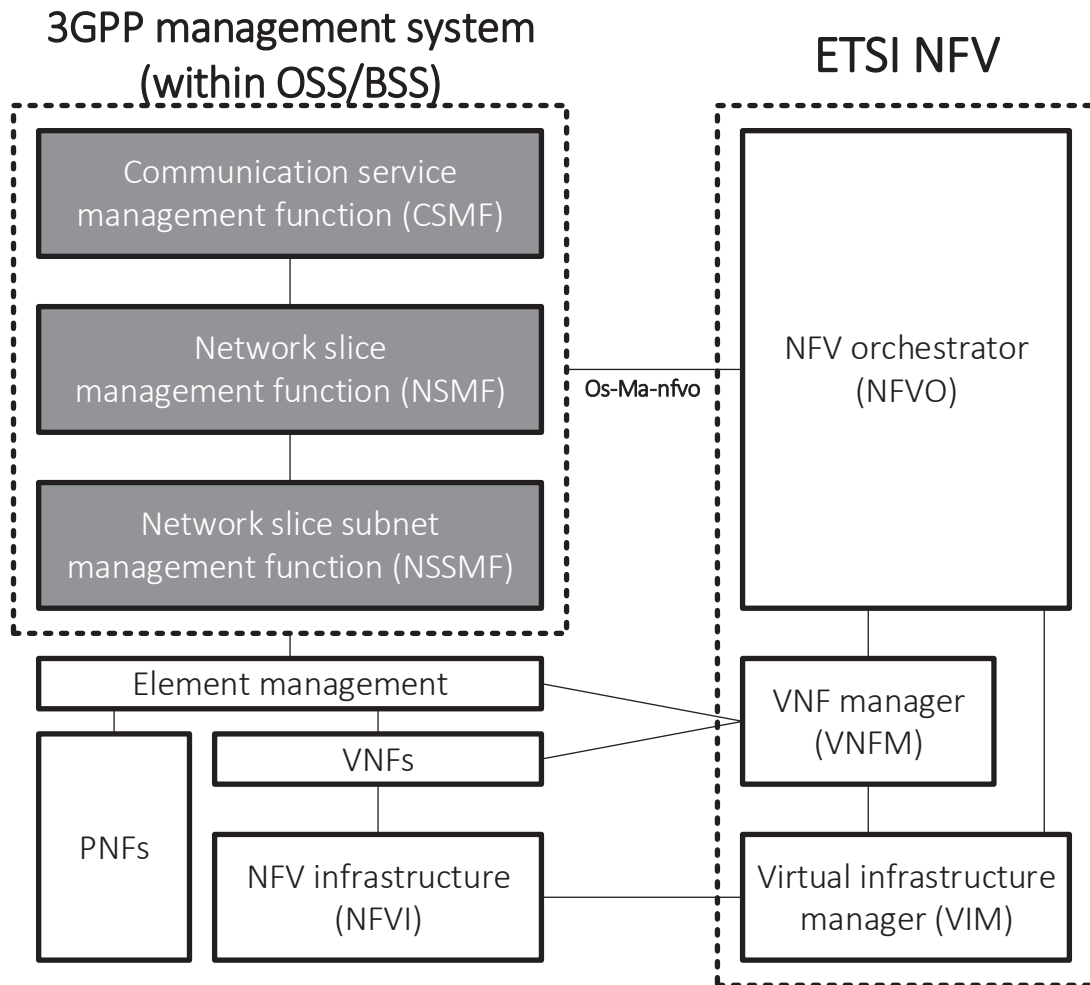 3GPP management system
(within OSS/BSS)
ETSI NFV
Communication service
management function (CSMF)
Network slice
management function (NSMF)
Network slice subnet
management function (NSSMF)
Os-Ma-nfvo
NFV orchestrator
(NFVO)
Element management
VNFs
PNFs
NFV infrastructure
(NFVI)
VNF manager
(VNFM)
Virtual infrastructure
manager (VIM)